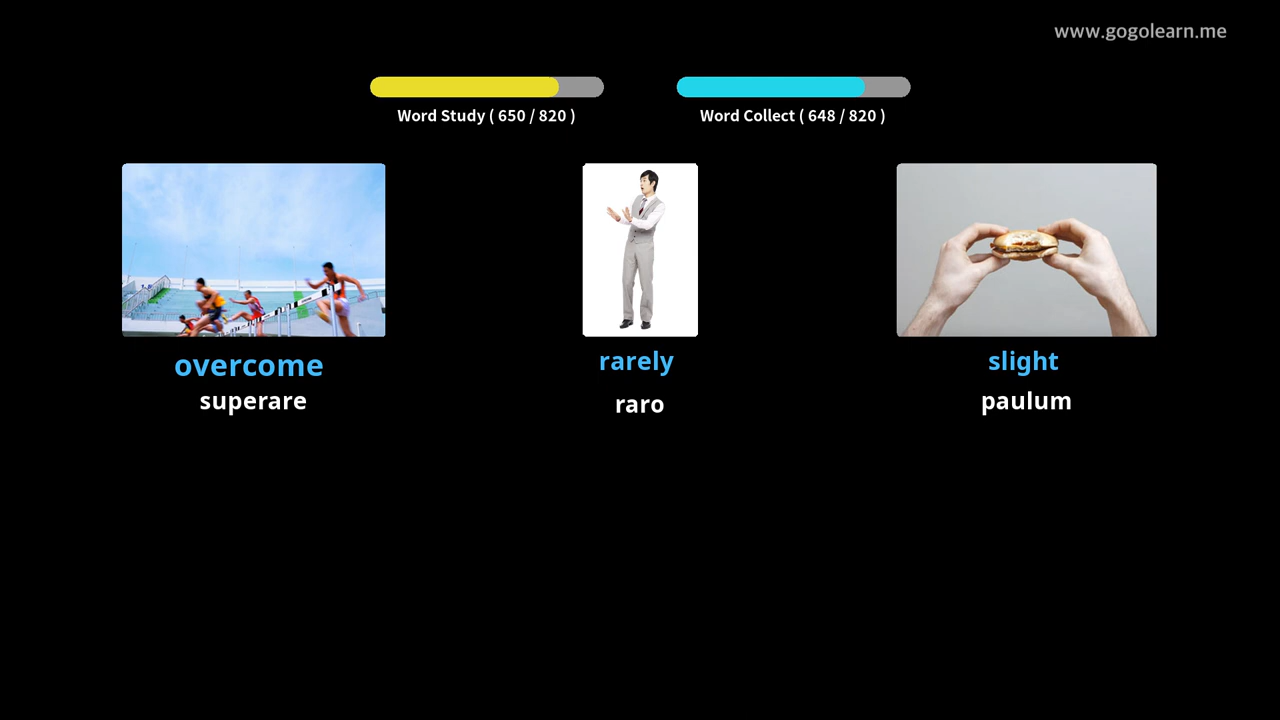 www.gogolearn.me
Word Study ( 650 / 820 )
Word Collect ( 648 / 820 )
overcome
superare
rarely
raro
slight
paulum